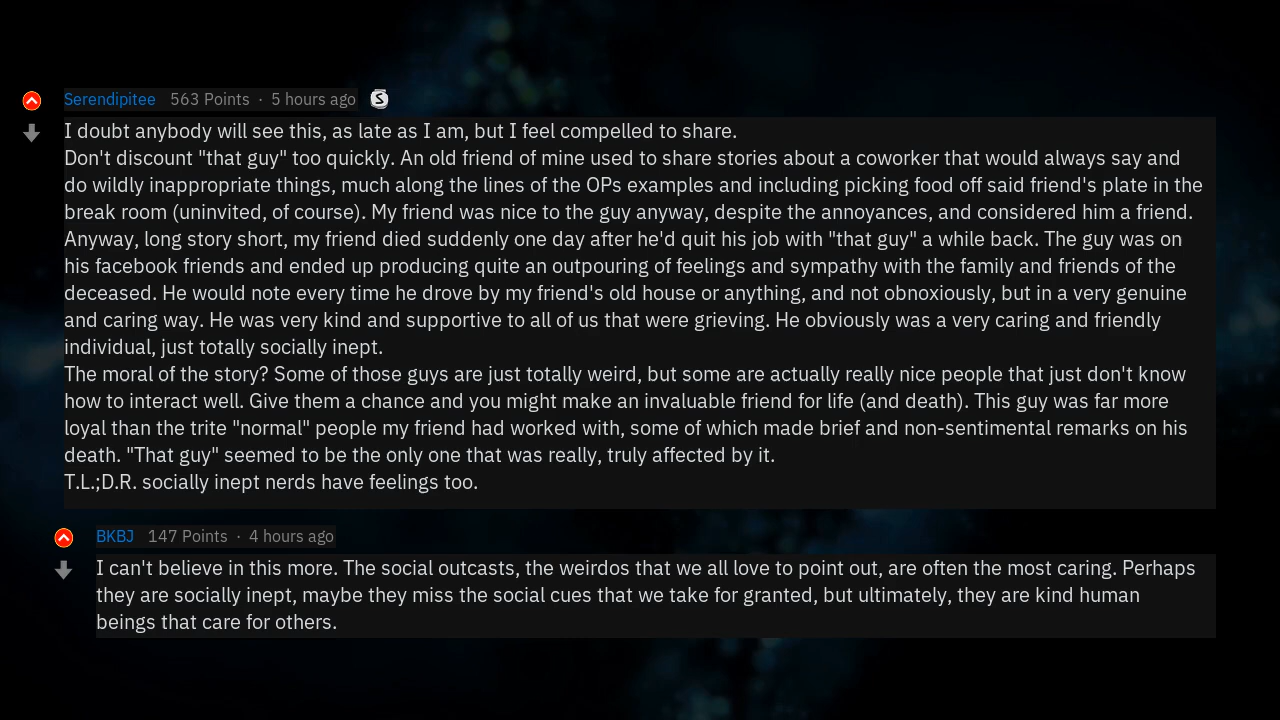 Serendipitee 563 Points · 5 hours ago S
I doubt anybody will see this, as late as I am, but I feel compelled to share.
Don't discount "that guy" too quickly. An old friend of mine used to share stories about a coworker that would always say and
do wildly inappropriate things, much along the lines of the OPs examples and including picking food off said friend's plate in the
break room (uninvited, of course). My friend was nice to the guy anyway, despite the annoyances, and considered him a friend.
Anyway, long story short, my friend died suddenly one day after he'd quit his job with "that guy" a while back. The guy was on
his facebook friends and ended up producing quite an outpouring of feelings and sympathy with the family and friends of the
deceased. He would note every time he drove by my friend's old house or anything, and not obnoxiously, but in a very genuine
and caring way. He was very kind and supportive to all of us that were grieving. He obviously was a very caring and friendly
individual, just totally socially inept.
The moral of the story? Some of those guys are just totally weird, but some are actually really nice people that just don't know
how to interact well. Give them a chance and you might make an invaluable friend for life (and death). This guy was far more
loyal than the trite "normal" people my friend had worked with, some of which made brief and non-sentimental remarks on his
death. "That guy" seemed to be the only one that was really, truly affected by it.
T.L.;D.R. socially inept nerds have feelings too.
BKBJ 147 Points · 4 hours ago
I can't believe in this more. The social outcasts, the weirdos that we all love to point out, are often the most caring. Perhaps
they are socially inept, maybe they miss the social cues that we take for granted, but ultimately, they are kind human
beings that care for others.